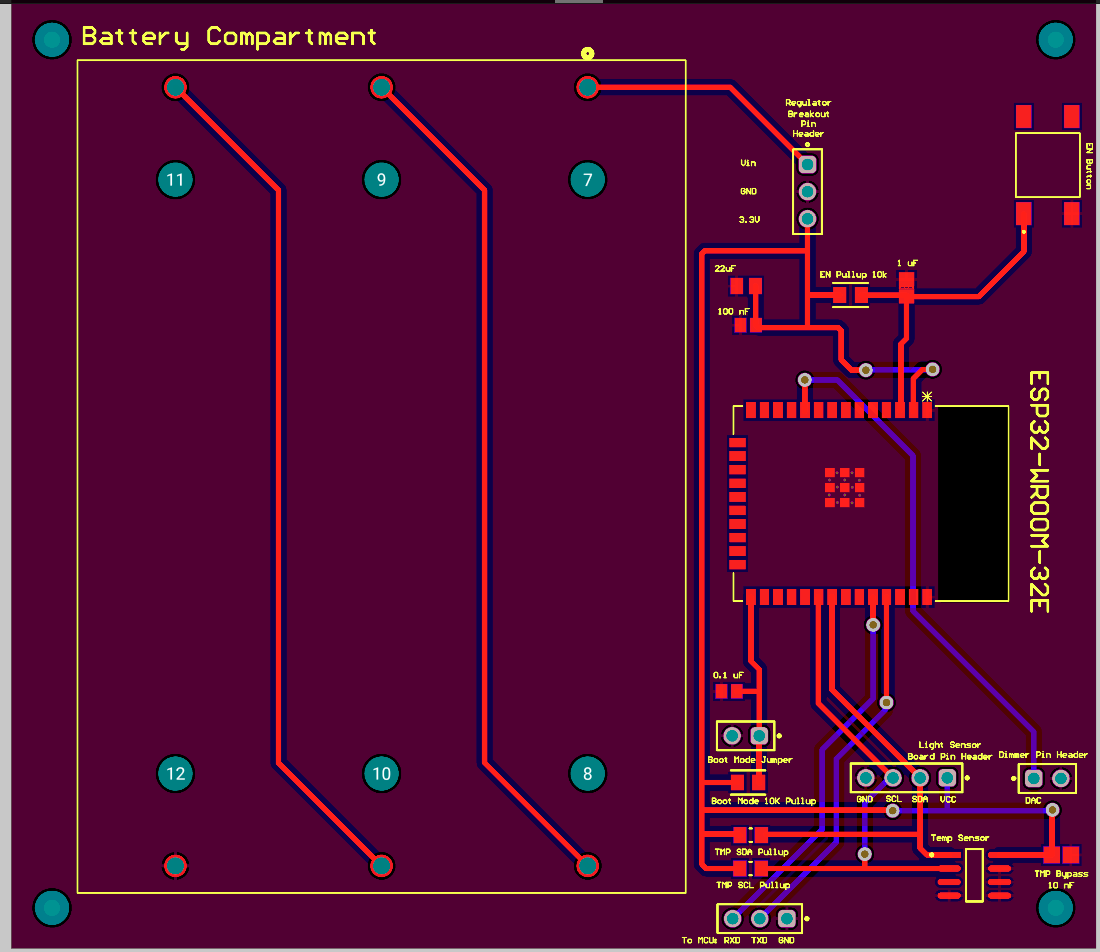 Battery Compartment
Regulator
Breakout
Pin
Header
Vin
GND
3.3V
EN Button
11
9
7
22uF
EN Pullup 10k
1 uF
100 nF
ESP32-WROOM-32E
0.1 uF
Boot Mode Jumper
Light Sensor
Board Pin Header
Dimmer Pin Header
12
10
8
GND SCL SDA VCC
DAC
Boot Mode 10K Pullup
Temp Sensor
TMP SDA Pullup
TMP SCL Pullup
TMP Bypass
10 nF
To MCU: RXD TXD GND